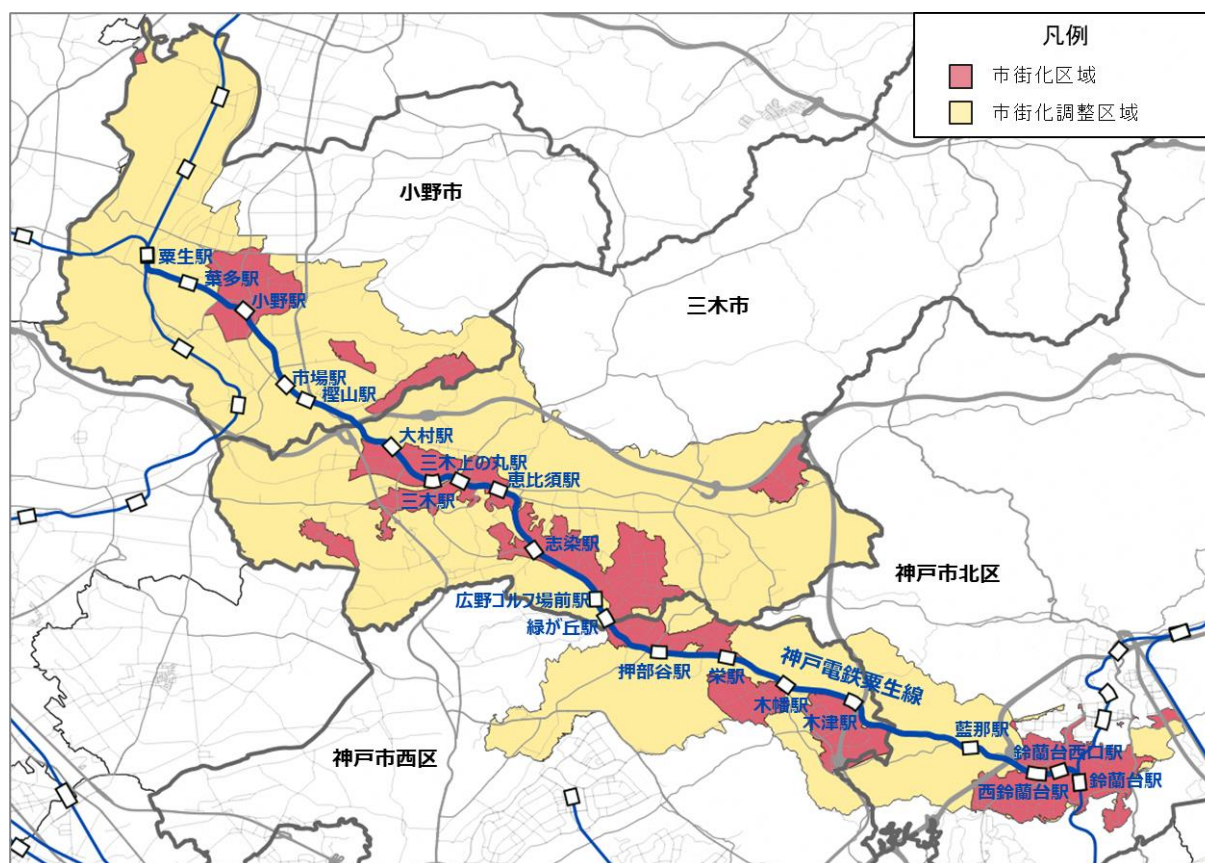 凡例
市街化区域
市街化調整区域
小野市
粟生駅
葉多駅
小野駅
三木市
市場駅
樫山駅
大村駅
三木上の丸駅
恵比須駅
三木駅
志染駅
神戸市北区
広野ゴルフ場前駅
緑が丘駅
押部谷駅
栄駅
神戸電鉄粟生線
木幡駅
木津駅
藍那駅
神戸市西区
鈴蘭台西口駅
西鈴蘭台駅
鈴蘭台駅